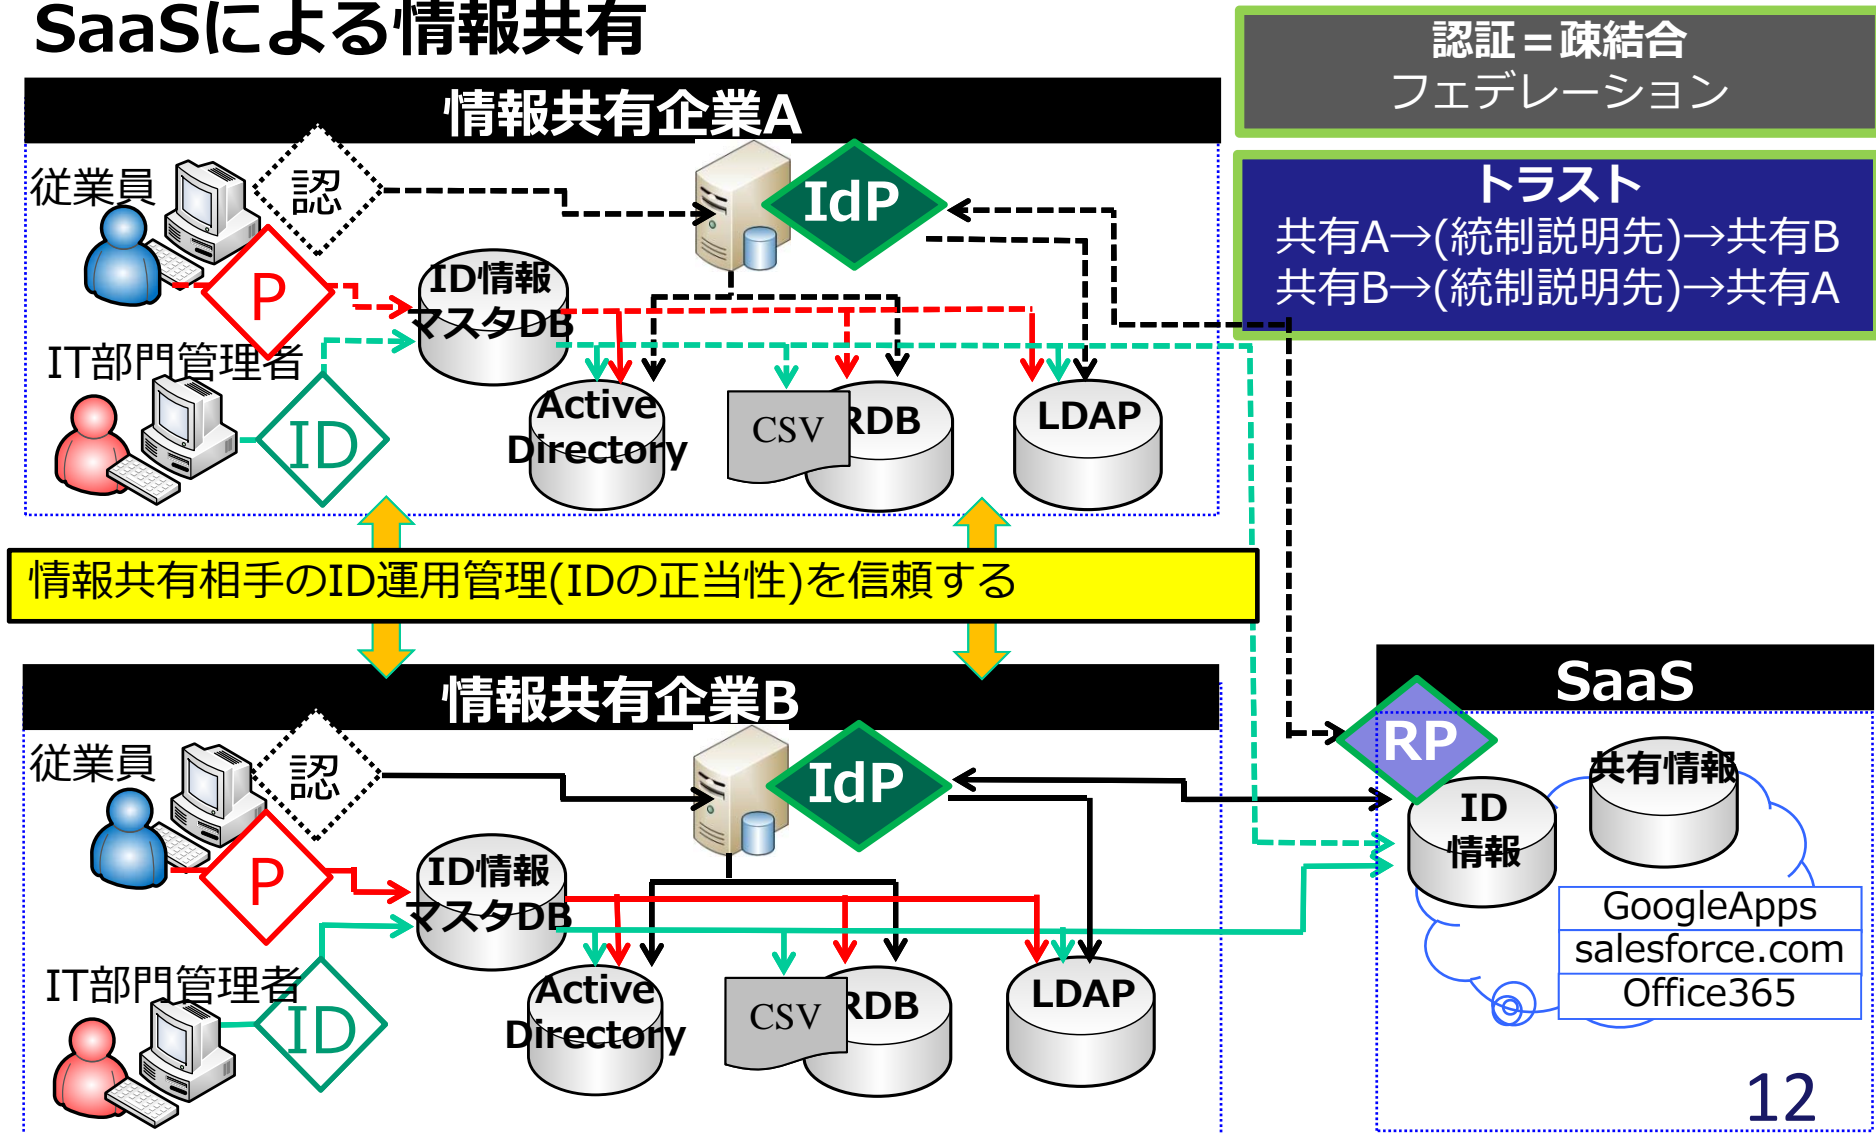 SaaSによる情報共有
認証＝疎結合
フェデレーション
トラスト
共有A→(統制説明先)→共有B
共有B→(統制説明先)→共有A
情報共有企業A
従業員
認
IdP
P
ID情報
マスタDB
IT部門管理者
ID
Active
Directory
CSV
RDB
LDAP
情報共有相手のID運用管理(IDの正当性)を信頼する
情報共有企業B
従業員
認
IdP
P
ID情報
マスタDB
IT部門管理者
ID
Active
Directory
CSV
RDB
LDAP
SaaS
RP
共有情報
ID
情報
GoogleApps
salesforce.com
Office365
12